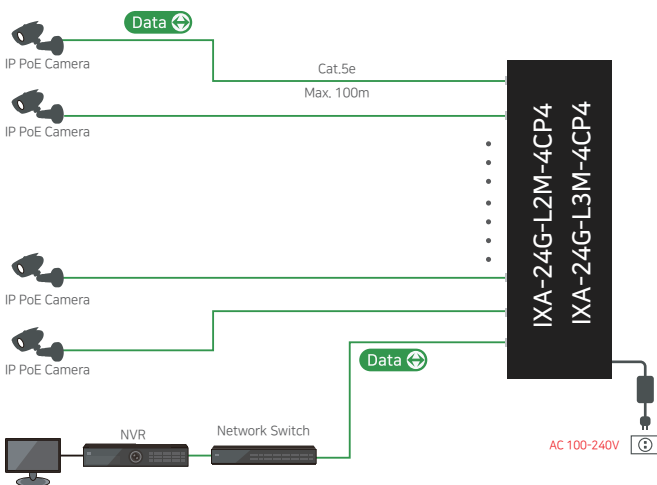 Data
IP PoE Camera
Cat.5e
Max. 100m
IP PoE Camera
IXA-24G-L2M-4CP4
IXA-24G-L3M-4CP4
IP PoE Camera
Data
IP PoE Camera
NVR
Network Switch
AC 100-240V